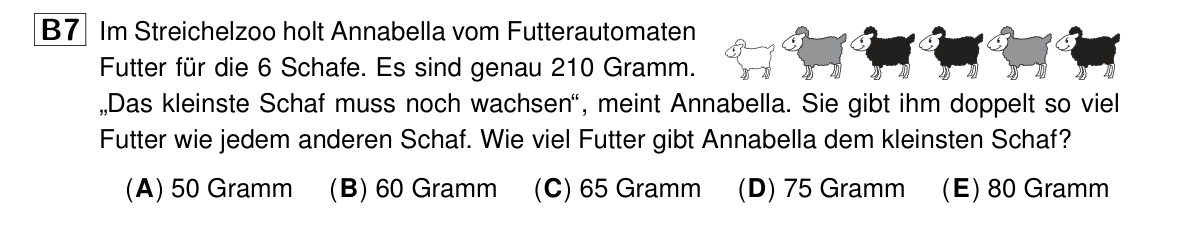 B7 Im Streichelzoo holt Annabella vom Futterautomaten
Futter für die 6 Schafe. Es sind genau 210 Gramm.
„Das kleinste Schaf muss noch wachsen“, meint Annabella. Sie gibt ihm doppelt so viel
Futter wie jedem anderen Schaf. Wie viel Futter gibt Annabella dem kleinsten Schaf?
(A) 50 Gramm (B) 60 Gramm (C) 65 Gramm (D) 75 Gramm (E) 80 Gramm